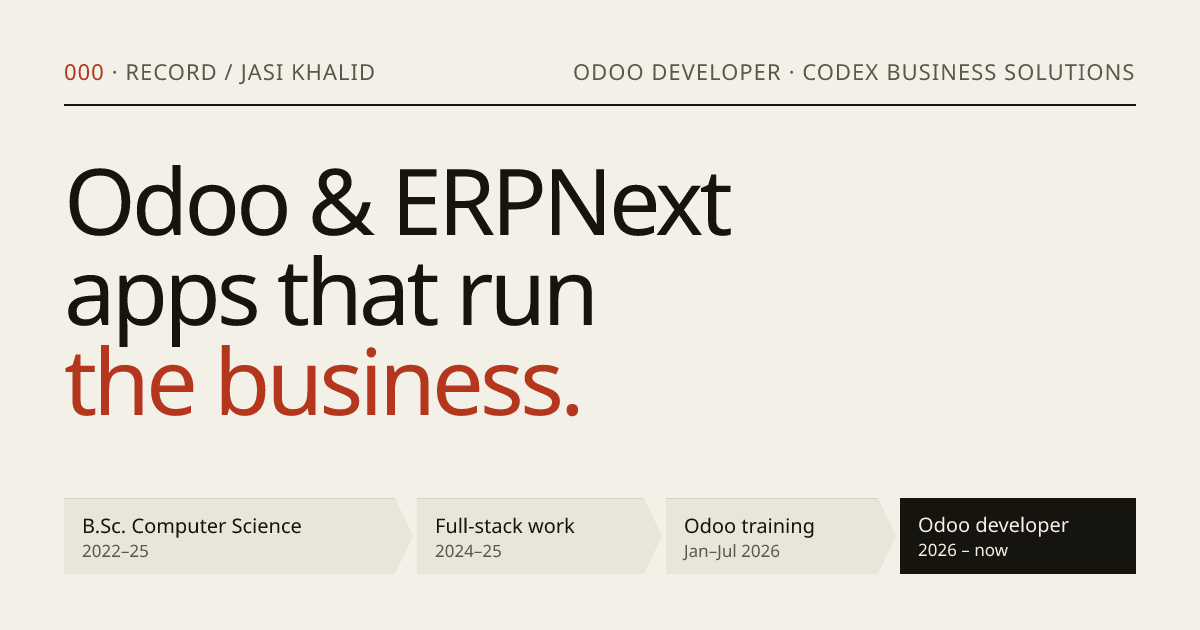 000 · RECORD / JASI KHALID
ODOO DEVELOPER · CODEX BUSINESS SOLUTIONS
Odoo & ERPNext
apps that run
the business.
B.Sc. Computer Science
2022–25
Full-stack work
2024–25
Odoo training
Jan–Jul 2026
Odoo developer
2026 – now